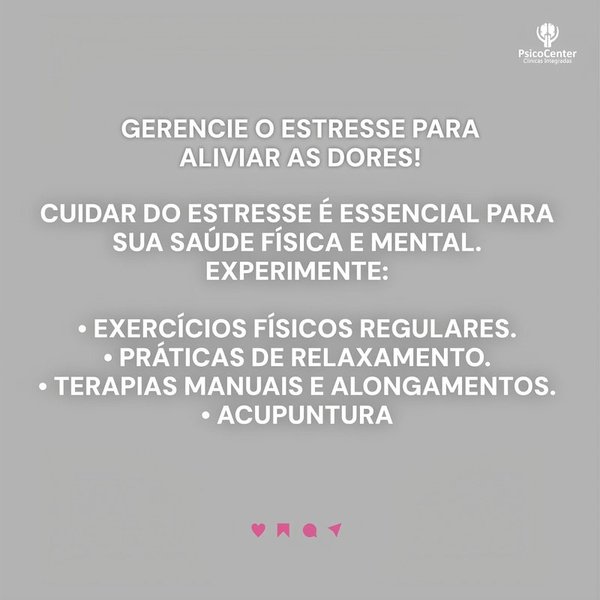 PsicoCenter
Clínicas Integradas
GERENCIE O ESTRESSE PARA
ALIVIAR AS DORES!
CUIDAR DO ESTRESSE É ESSENCIAL PARA
SUA SAÚDE FÍSICA E MENTAL.
EXPERIMENTE:
• EXERCÍCIOS FÍSICOS REGULARES.
• PRÁTICAS DE RELAXAMENTO.
• TERAPIAS MANUAIS E ALONGAMENTOS.
• ACUPUNTURA